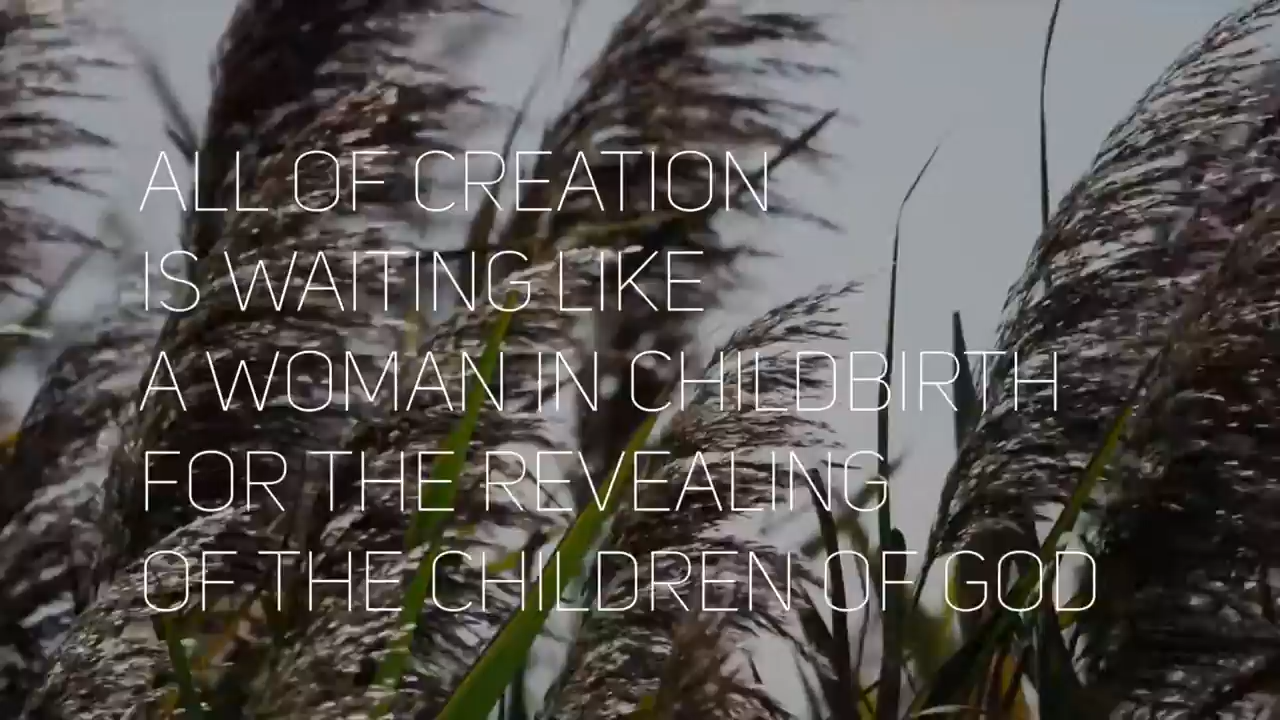 ALL OF CREATION
IS WAITING LIKE
A WOMAN IN CHILDBIRTH
FOR THE REVEALING
OF THE CHILDREN OF GOD